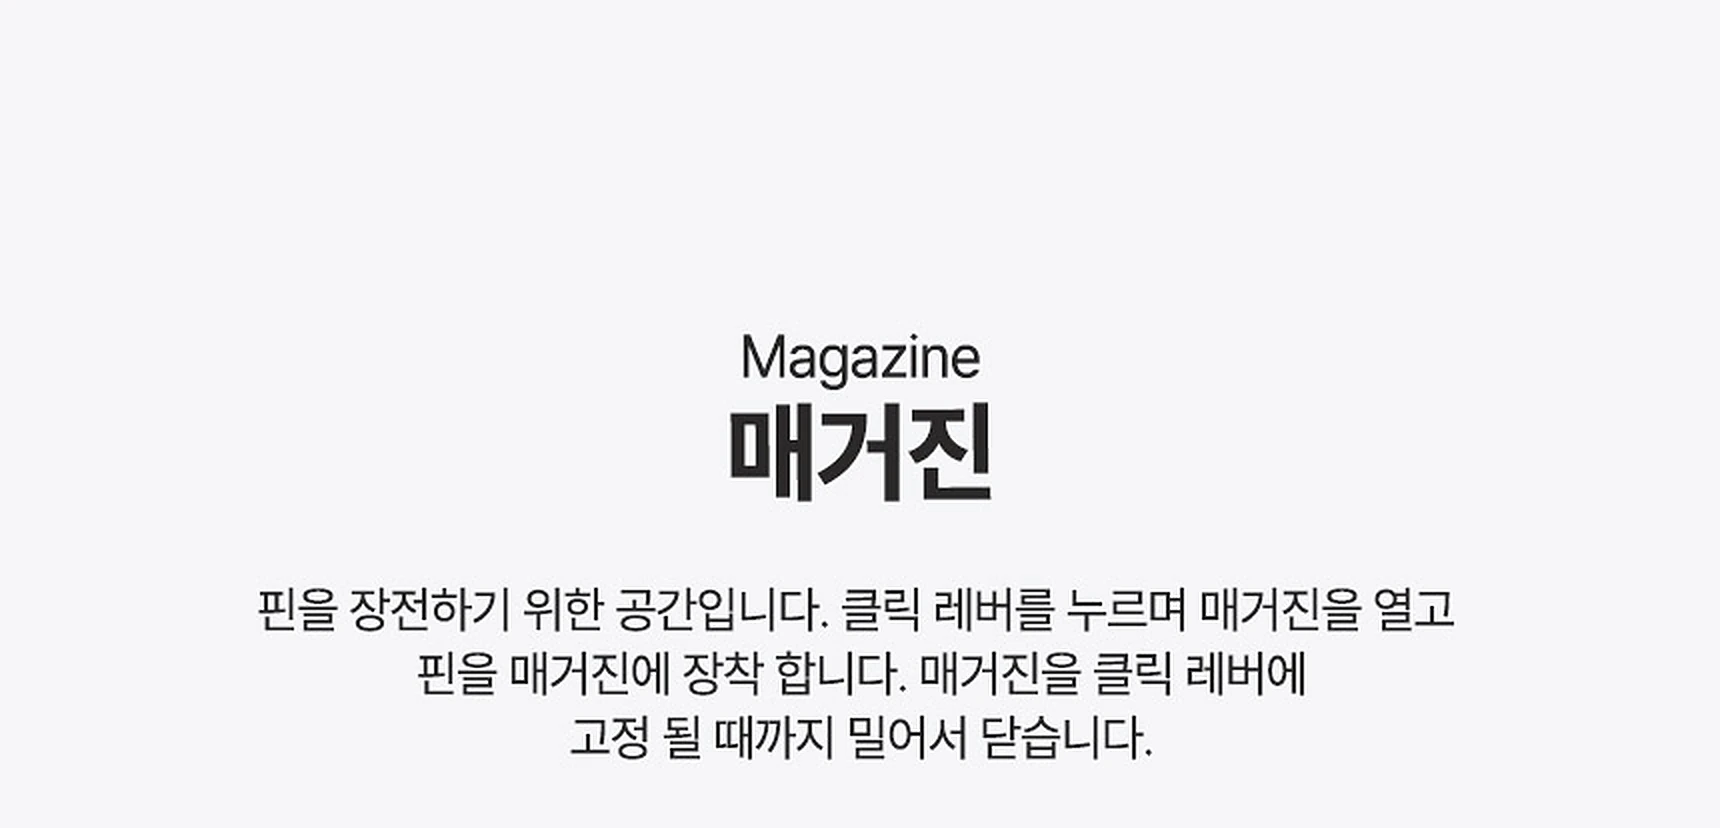 Magazine
매거진
핀을 장전하기 위한 공간입니다. 클릭 레버를 누르며 매거진을 열고
핀을 매거진에 장착 합니다. 매거진을 클릭 레버에
고정 될 때까지 밀어서 닫습니다.